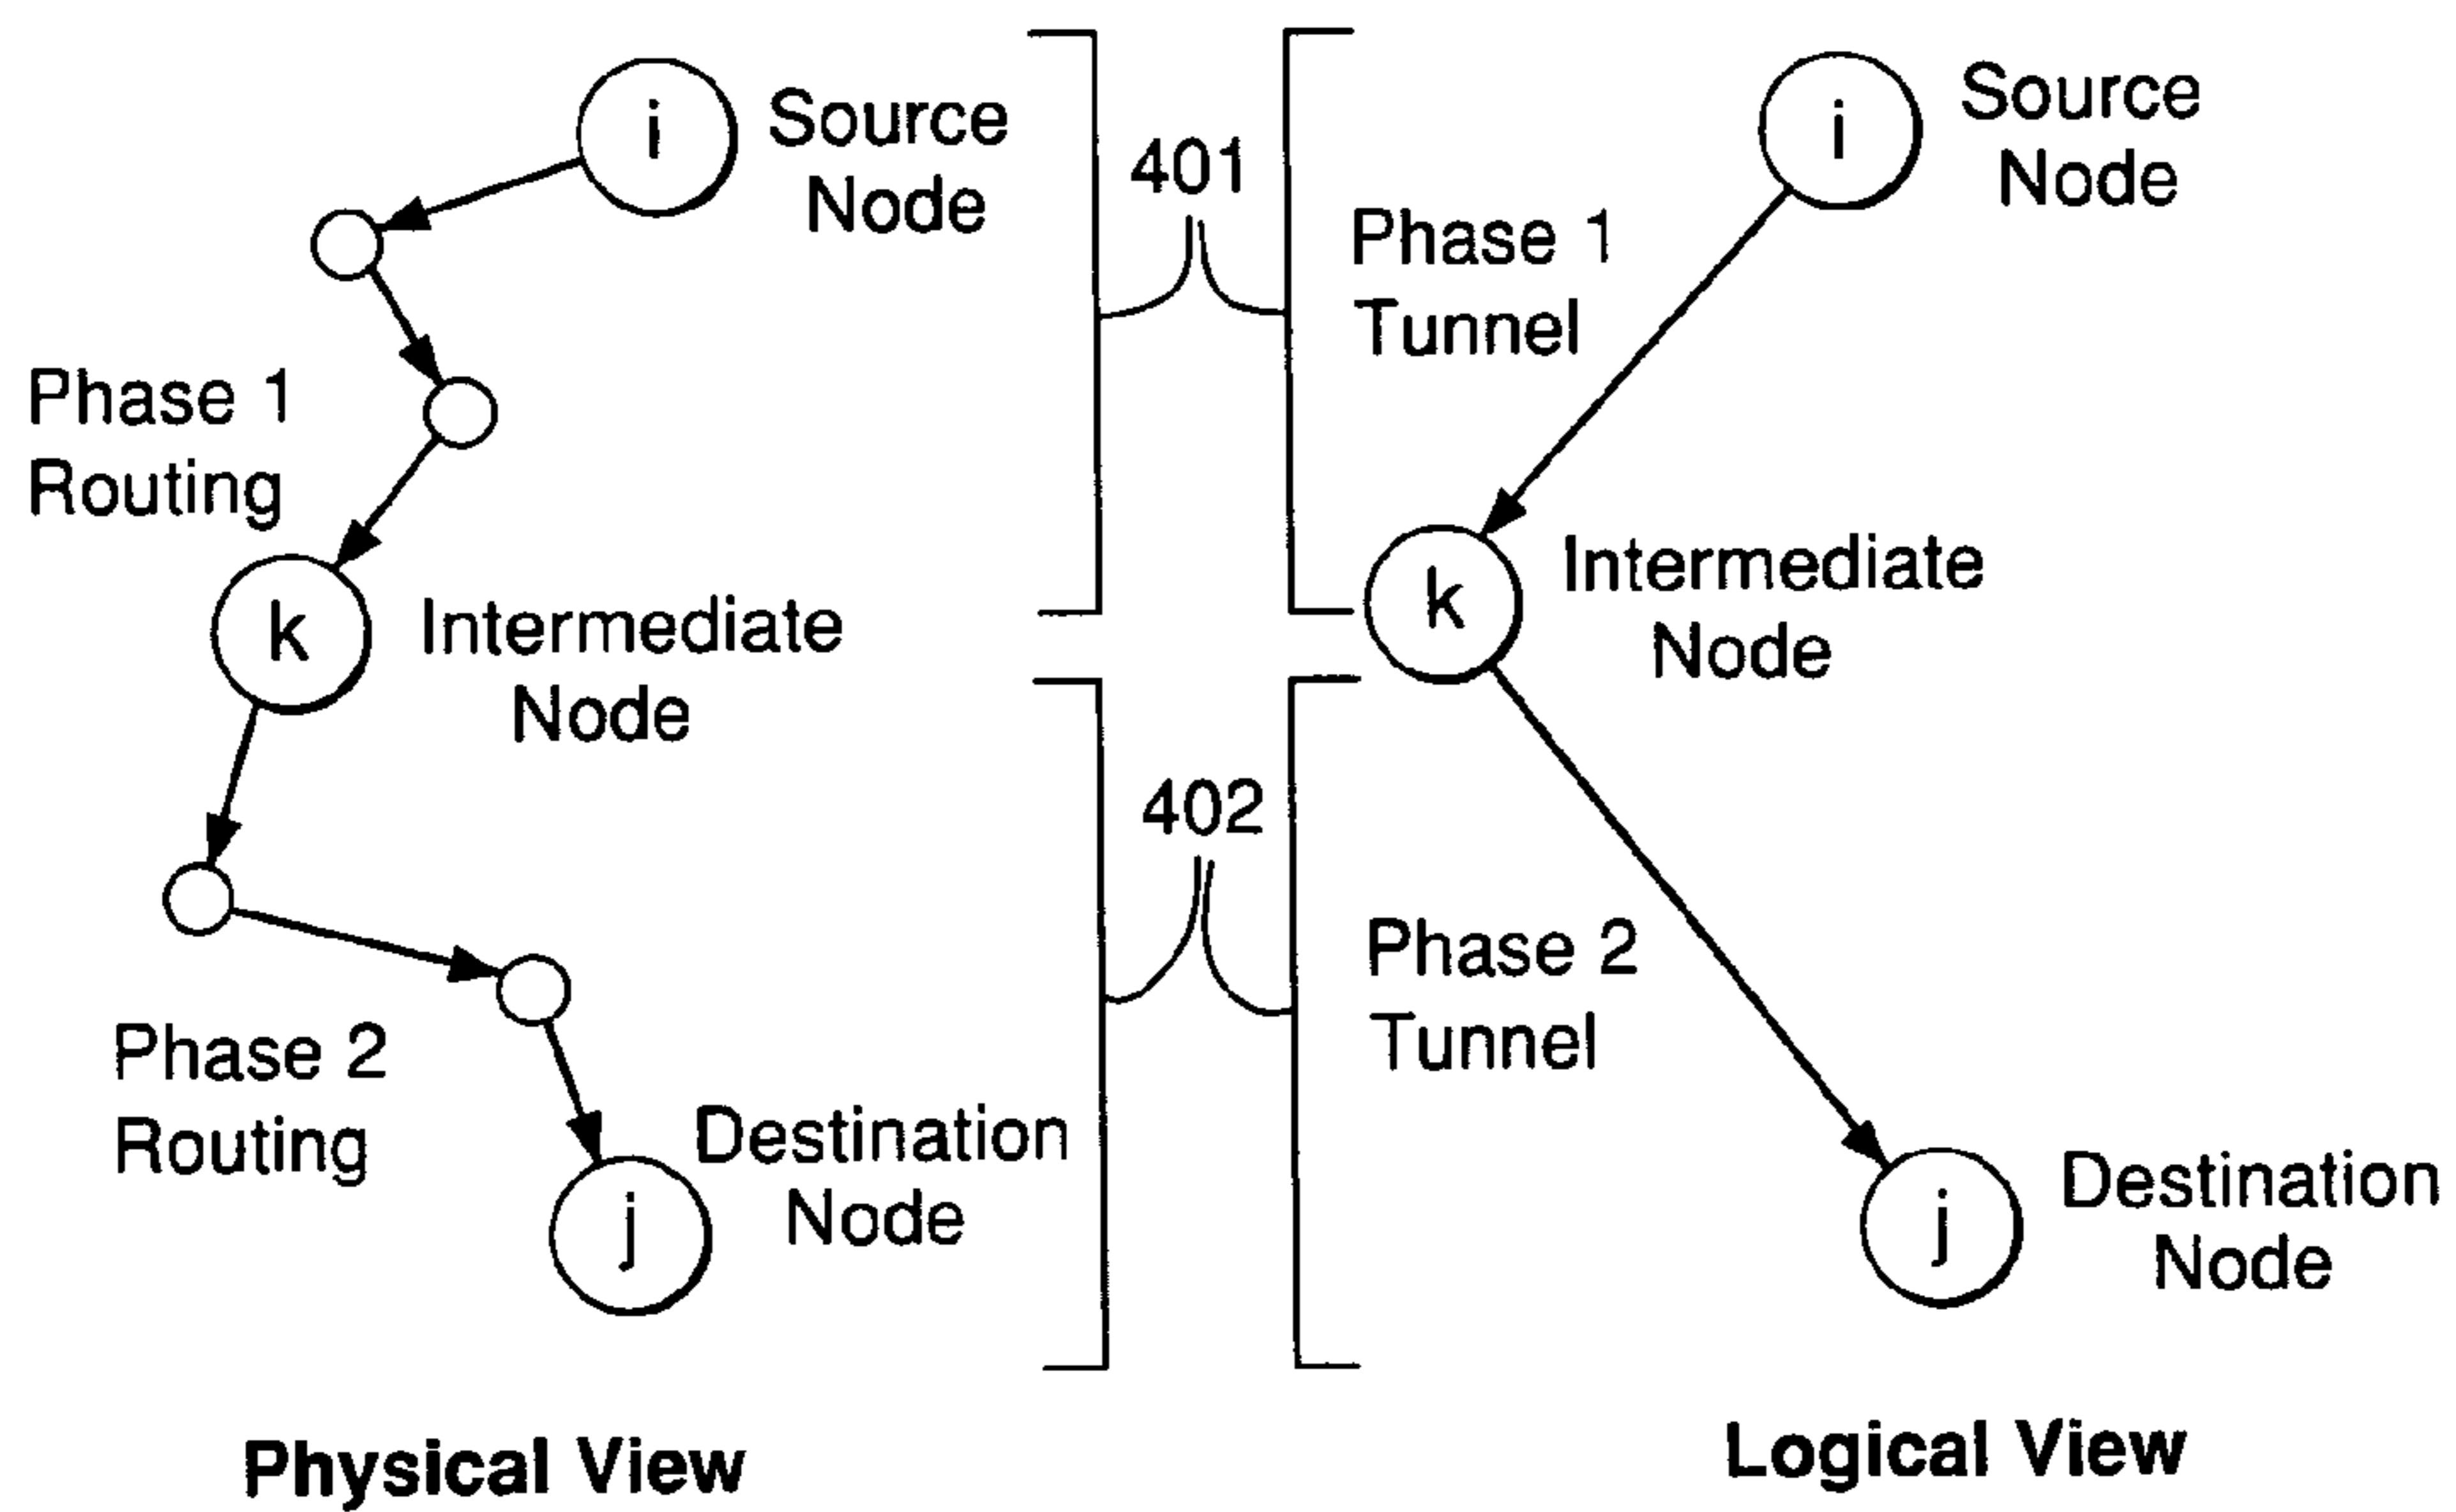 i
Source
Node
Phase 1
Routing
k
Intermediate
Node
Phase 2
Routing
j
Destination
Node
Physical View
401
402
i
Source
Node
Phase 1
Tunnel
k
Intermediate
Node
Phase 2
Tunnel
j
Destination
Node
Logical View